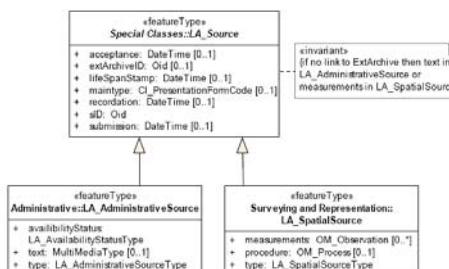 «featureType»
Special Classes::LA_Source
+ acceptance: DateTime [0..1]
+ extArchiveID: Oid [0..1]
+ lifeSpanStamp: DateTime [0..1]
+ maintype: CI_PresentationFormCode [0..1]
+ recordation: DateTime [0..1]
+ sID: Oid
+ submission: DateTime [0..1]
«invariant»
{if no link to ExtArchive then text in
LA_AdministrativeSource or
measurements in LA_SpatialSourc
«featureType»
Administrative::LA_AdministrativeSource
+ availibilityStatus
LA_AvailabilityStatusType
+ text: MultiMediaType [0..1]
+ type: LA_AdministrativeSourceType
«featureType»
Surveying and Representation::
LA_SpatialSource
+ measurements: OM_Observation [0..*]
+ procedure: OM_Process [0..1]
+ type: LA_SpatialSourceType